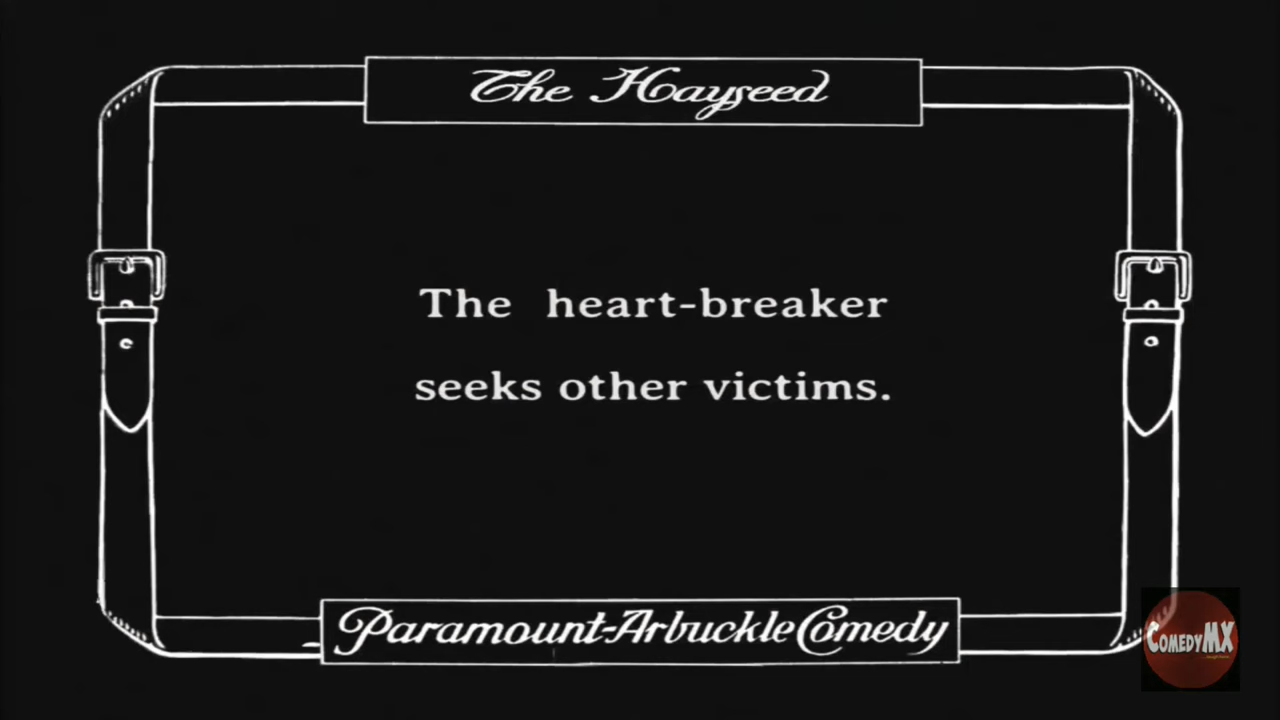 The Hayseed
The heart-breaker
seeks other victims.
Paramount-Arbuckle Comedy
COMEDYMX